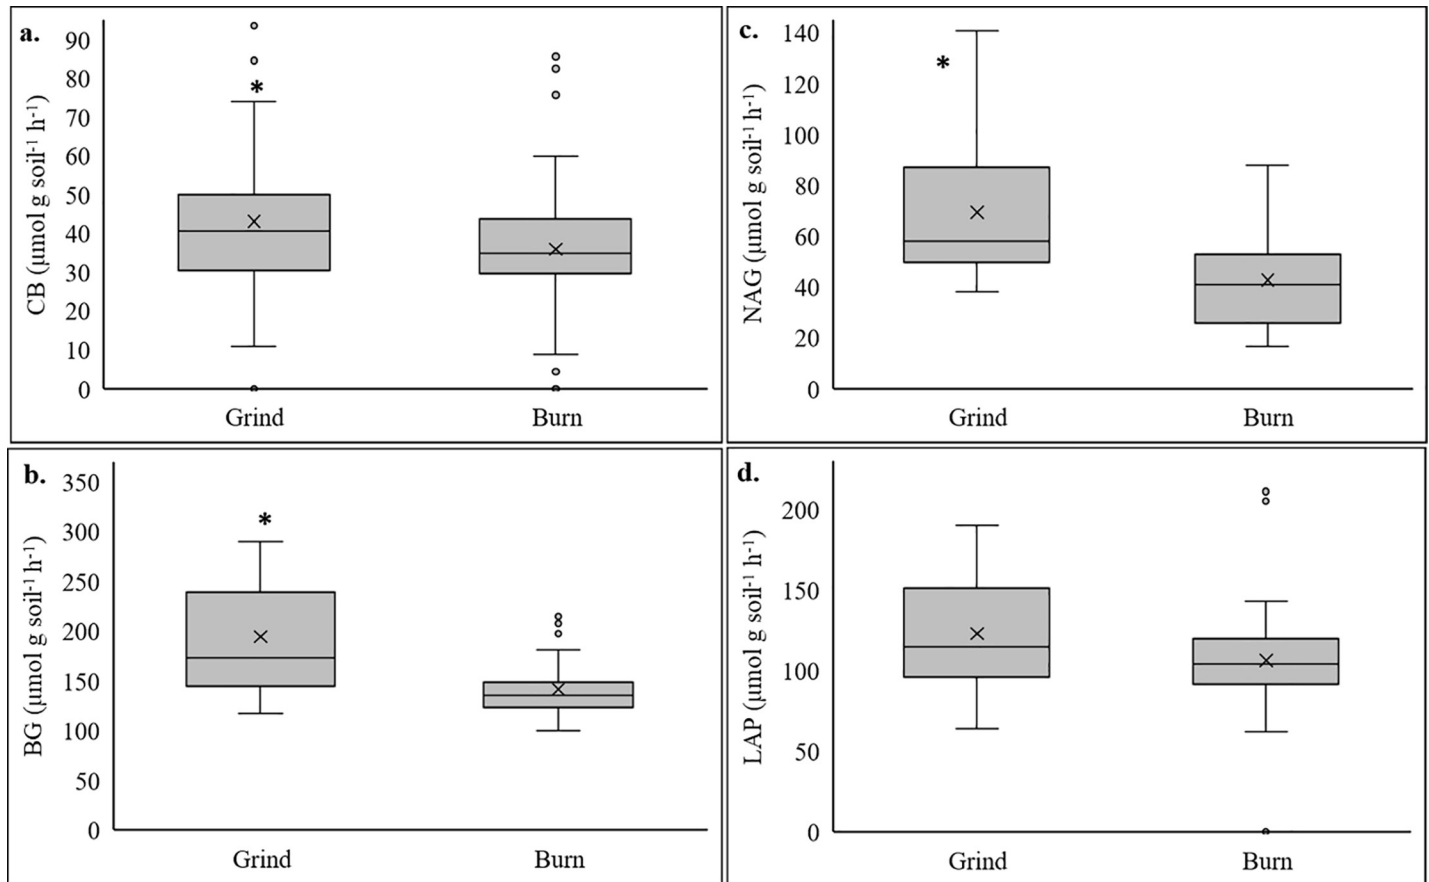 a.
CB (μmol g soil⁻¹ h⁻¹)
90
80
70
60
50
40
30
20
10
0
*
Grind Burn
c.
NAG (μmol g soil⁻¹ h⁻¹)
140
120
100
80
60
40
20
0
*
Grind Burn
b.
BG (μmol g soil⁻¹ h⁻¹)
350
300
250
200
150
100
50
0
*
Grind Burn
d.
LAP (μmol g soil⁻¹ h⁻¹)
200
150
100
50
0
Grind Burn